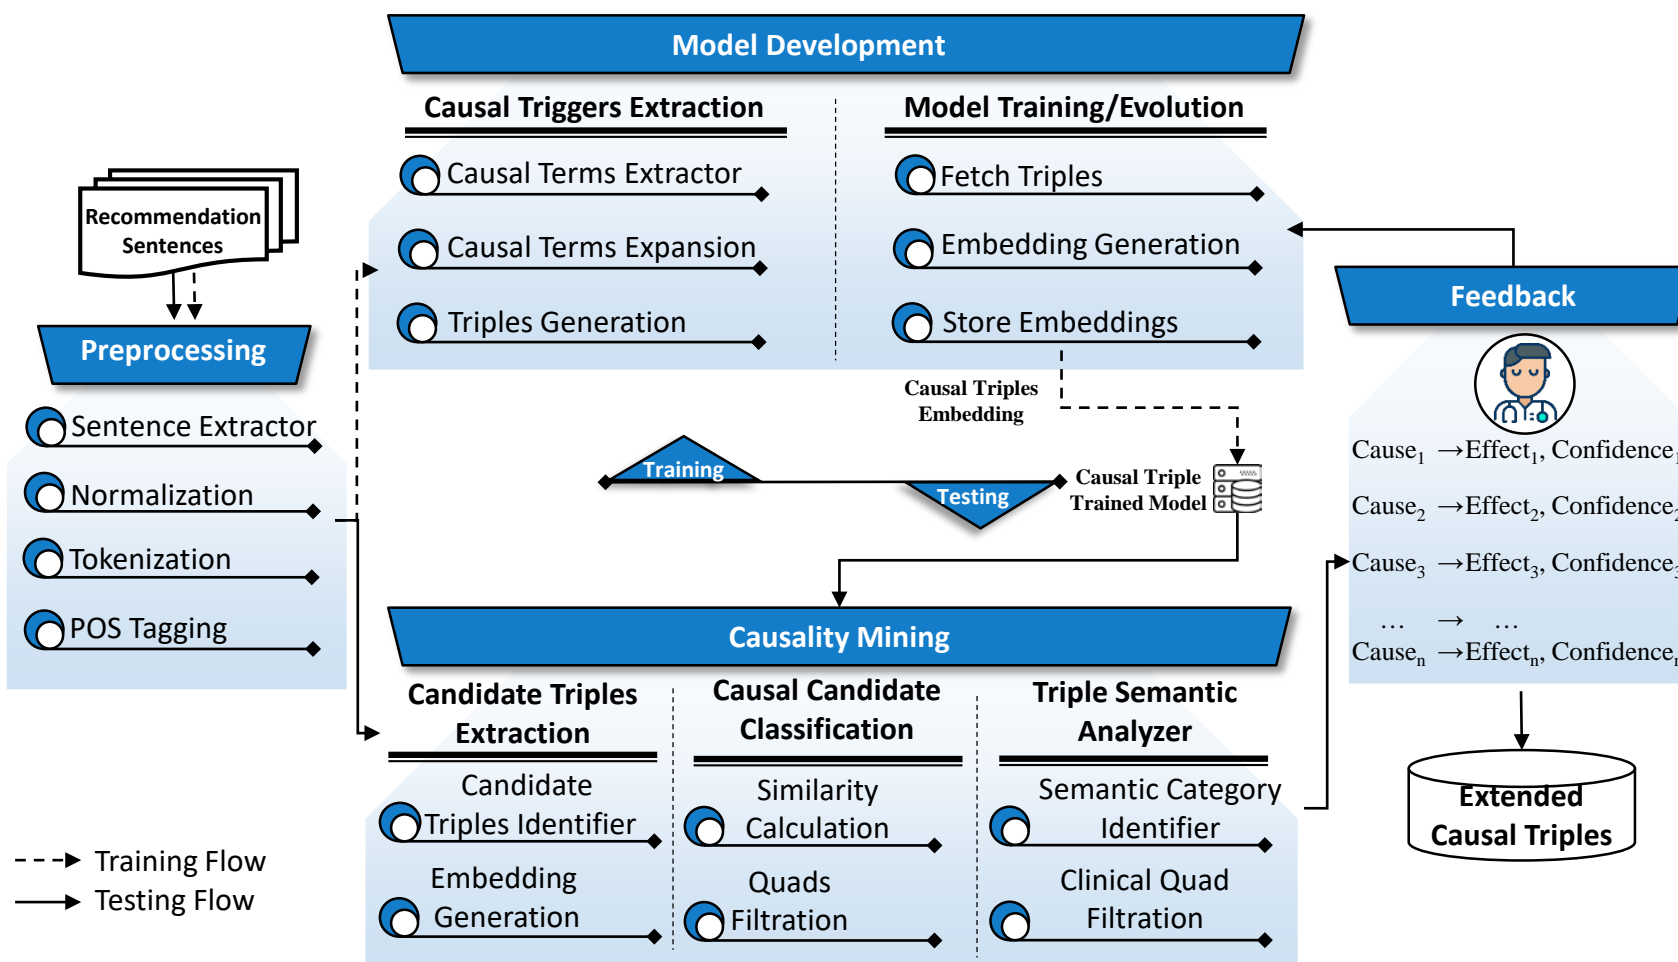 Model Development
Causal Triggers Extraction
Causal Terms Extractor
Causal Terms Expansion
Triples Generation
Model Training/Evolution
Fetch Triples
Embedding Generation
Store Embeddings
Recommendation
Sentences
Preprocessing
Sentence Extractor
Normalization
Tokenization
POS Tagging
Causal Triples
Embedding
Training
Testing
Causal Triple
Trained Model
Feedback
Cause1 →Effect1, Confidence1
Cause2 →Effect2, Confidence2
Cause3 →Effect3, Confidence3
... → ...
Causen →Effectn, Confidencen
Extended
Causal Triples
Causality Mining
Candidate Triples
Extraction
Candidate
Triples Identifier
Embedding
Generation
Causal Candidate
Classification
Similarity
Calculation
Quads
Filtration
Triple Semantic
Analyzer
Semantic Category
Identifier
Clinical Quad
Filtration
Training Flow
Testing Flow